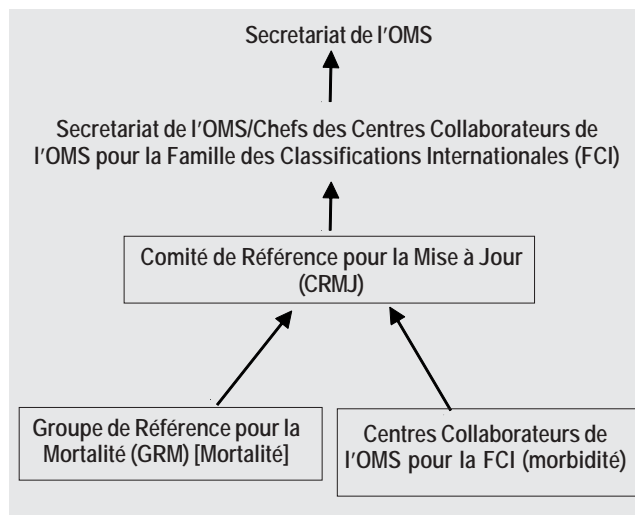 Secretariat de l'OMS
Secretariat de l'OMS/Chefs des Centres Collaborateurs de
l'OMS pour la Famille des Classifications Internationales (FCI)
Comité de Référence pour la Mise à Jour
(CRMJ)
Groupe de Référence pour la
Mortalité (GRM) [Mortalité]
Centres Collaborateurs de
l'OMS pour la FCI (morbidité)